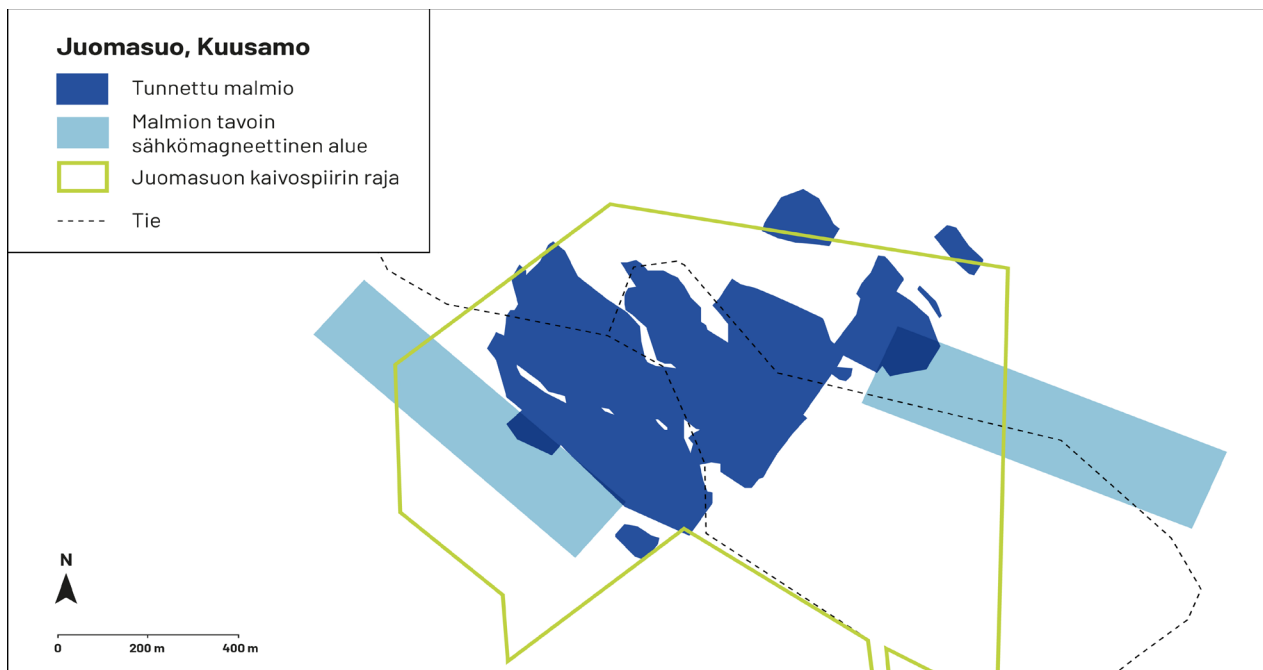 Juomasuo, Kuusamo
Tunnettu malmio
Malmion tavoin
sähkömagneettinen alue
Juomasuon kaivospiirin raja
Tie
N
0 200 m 400 m